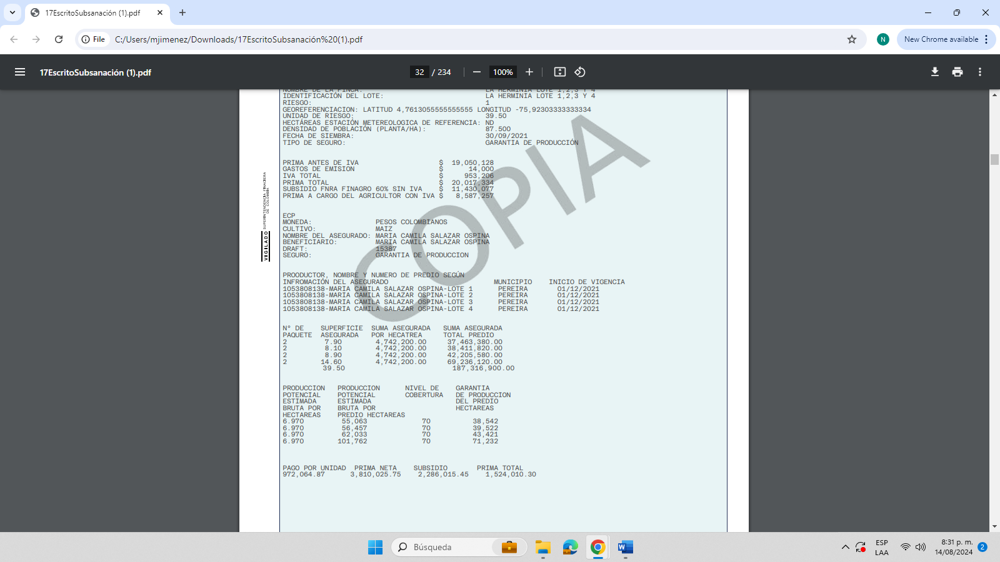 17EscritoSubsanación (1).pdf
File C:/Users/mjimenez/Downloads/17EscritoSubsanación%20(1).pdf N New Chrome available
17EscritoSubsanación (1).pdf 32 / 234 100%
NOMBRE DE LA FINCA: LA HERMINIA LOTE 1,2,3 Y 4
IDENTIFICACIÓN DEL LOTE: LA HERMINIA LOTE 1,2,3 Y 4
RIESGO: 1
GEOREFERENCIACION: LATITUD 4,7613055555555555 LONGITUD -75,92303333333334
UNIDAD DE RIESGO: 39.50
HECTÁREAS ESTACIÓN METEREOLOGICA DE REFERENCIA: ND
DENSIDAD DE POBLACIÓN (PLANTA/HA): 87.500
FECHA DE SIEMBRA: 30/09/2021
TIPO DE SEGURO: GARANTIA DE PRODUCCIÓN
PRIMA ANTES DE IVA $ 19,050,128
GASTOS DE EMISION $ 14,000
IVA TOTAL $ 953,206
PRIMA TOTAL $ 20,017,334
SUBSIDIO FNRA FINAGRO 60% SIN IVA $ 11,430,077
PRIMA A CARGO DEL AGRICULTOR CON IVA $ 8,587,257
ECP
MONEDA: PESOS COLOMBIANOS
CULTIVO: MAIZ
NOMBRE DEL ASEGURADO: MARIA CAMILA SALAZAR OSPINA
BENEFICIARIO: MARIA CAMILA SALAZAR OSPINA
DRAFT: 15387
SEGURO: GARANTIA DE PRODUCCION
PROODUCTOR, NOMBRE Y NUMERO DE PREDIO SEGÚN
INFROMACIÓN DEL ASEGURADO MUNICIPIO INICIO DE VIGENCIA
1053808138-MARIA CAMILA SALAZAR OSPINA-LOTE 1 PEREIRA 01/12/2021
1053808138-MARIA CAMILA SALAZAR OSPINA-LOTE 2 PEREIRA 01/12/2021
1053808138-MARIA CAMILA SALAZAR OSPINA-LOTE 3 PEREIRA 01/12/2021
1053808138-MARIA CAMILA SALAZAR OSPINA-LOTE 4 PEREIRA 01/12/2021
Nº DE SUPERFICIE SUMA ASEGURADA SUMA ASEGURADA
PAQUETE ASEGURADA POR HECATREA TOTAL PREDIO
2 7.90 4,742,200.00 37,463,380.00
2 8.10 4,742,200.00 38,411,820.00
2 8.90 4,742,200.00 42,205,580.00
2 14.60 4,742,200.00 69,236,120.00
39.50 187,316,900.00
PRODUCCION PRODUCCION NIVEL DE GARANTIA
POTENCIAL POTENCIAL COBERTURA DE PRODUCCION
ESTIMADA ESTIMADA DEL PREDIO
BRUTA POR BRUTA POR HECTAREAS
HECTAREAS PREDIO HECTAREAS
6.970 55,063 70 38,542
6.970 56,457 70 39,522
6.970 62,033 70 43,421
6.970 101,762 70 71,232
PAGO POR UNIDAD PRIMA NETA SUBSIDIO PRIMA TOTAL
972,064.87 3,810,025.75 2,286,015.45 1,524,010.30
COPIA
VIGILADO SUPERINTENDENCIA FINACIERA
DE COLOMBIA
Búsqueda
ESP
LAA
8:31 p. m.
14/08/2024
2